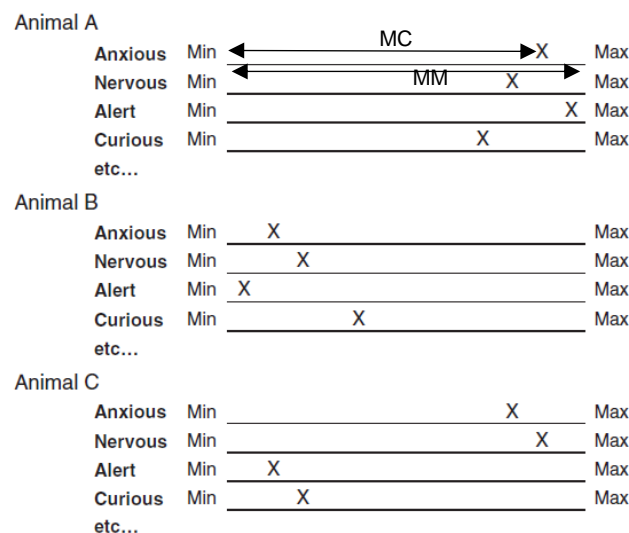 Animal A
MC
Anxious Min X Max
MM
Nervous Min X Max
Alert Min X Max
Curious Min X Max
etc...
Animal B
Anxious Min X Max
Nervous Min X Max
Alert Min X Max
Curious Min X Max
etc...
Animal C
Anxious Min X Max
Nervous Min X Max
Alert Min X Max
Curious Min X Max
etc...